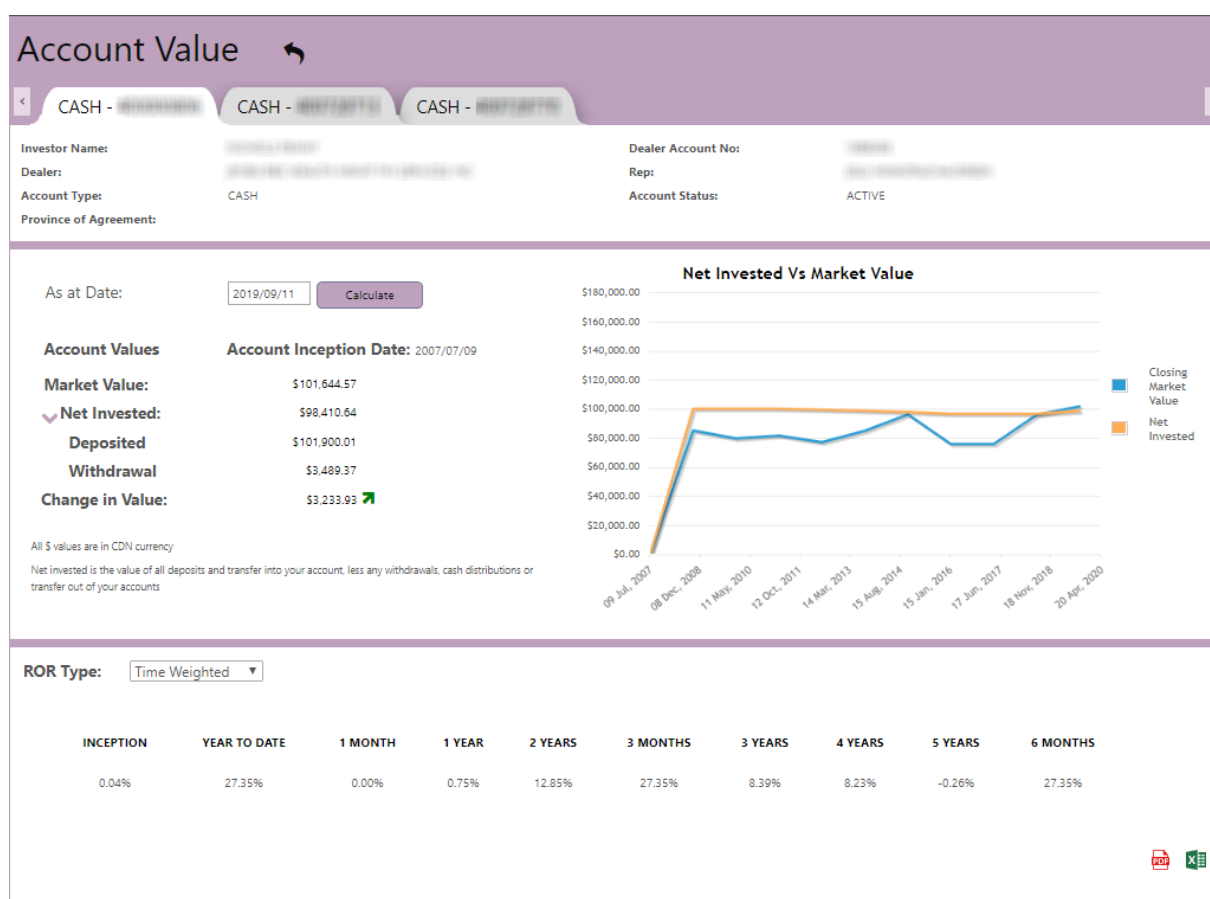 Account Value
CASH -
CASH -
CASH -
Investor Name:
Dealer Account No:
Dealer:
Rep:
Account Type: CASH
Account Status: ACTIVE
Province of Agreement:
As at Date: 2019/09/11 Calculate
Account Values Account Inception Date: 2007/07/09
Market Value: $101,644.57
Net Invested: $98,410.64
Deposited $101,900.01
Withdrawal $3,489.37
Change in Value: $3,233.93
All $ values are in CDN currency
Net invested is the value of all deposits and transfer into your account, less any withdrawals, cash distributions or
transfer out of your accounts
Net Invested Vs Market Value
$180,000.00
$160,000.00
$140,000.00
$120,000.00
$100,000.00
$80,000.00
$60,000.00
$40,000.00
$20,000.00
$0.00
09 Jul, 2007
08 Dec, 2008
11 May, 2010
12 Oct, 2011
14 Mar, 2013
15 Aug, 2014
15 Jan, 2016
17 Jun, 2017
18 Nov, 2018
20 Apr, 2020
Closing
Market
Value
Net
Invested
ROR Type: Time Weighted
INCEPTION YEAR TO DATE 1 MONTH 1 YEAR 2 YEARS 3 MONTHS 3 YEARS 4 YEARS 5 YEARS 6 MONTHS
0.04% 27.35% 0.00% 0.75% 12.85% 27.35% 8.39% 8.23% -0.26% 27.35%
PDF
X